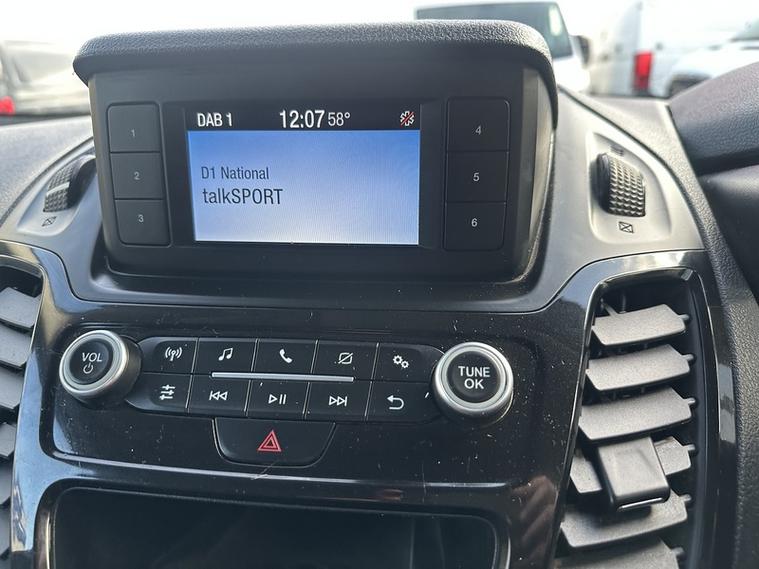 DAB 1 12:07 58°
1 4
D1 National
2 5
talkSPORT
3 6
VOL
TUNE
OK